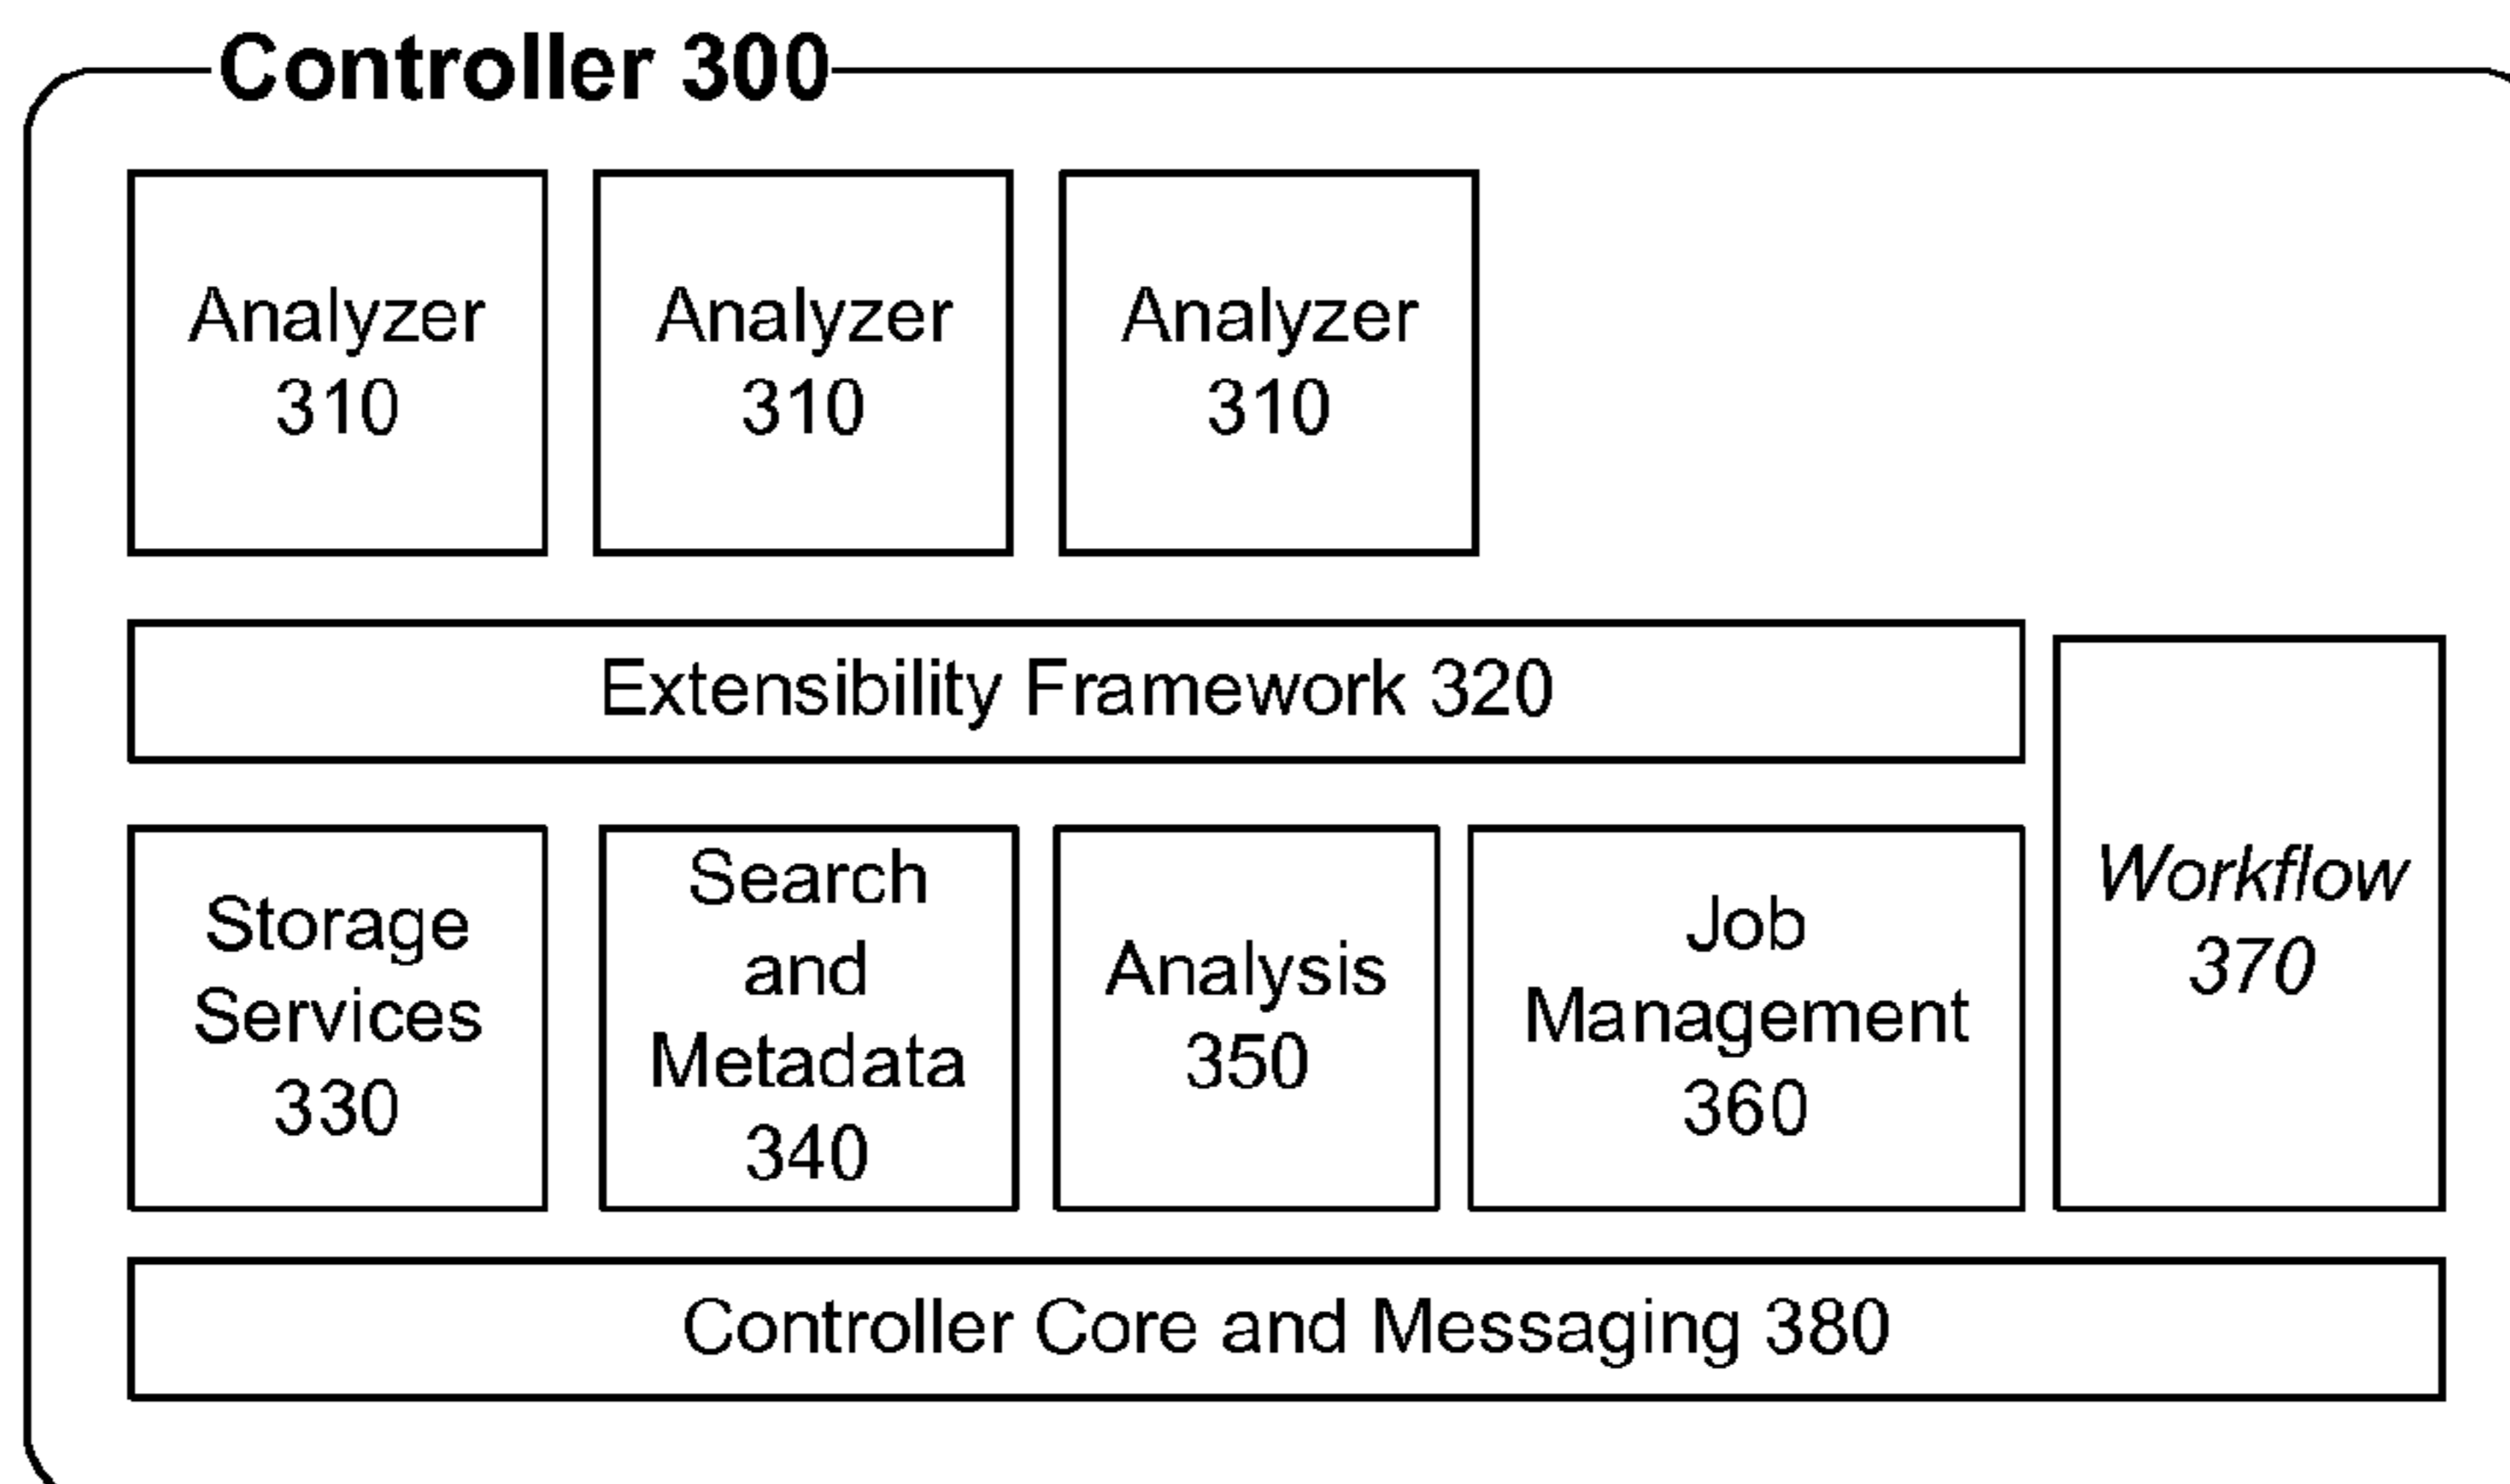 Controller 300
Analyzer
310
Analyzer
310
Analyzer
310
Extensibility Framework 320
Storage
Services
330
Search
and
Metadata
340
Analysis
350
Job
Management
360
Workflow
370
Controller Core and Messaging 380